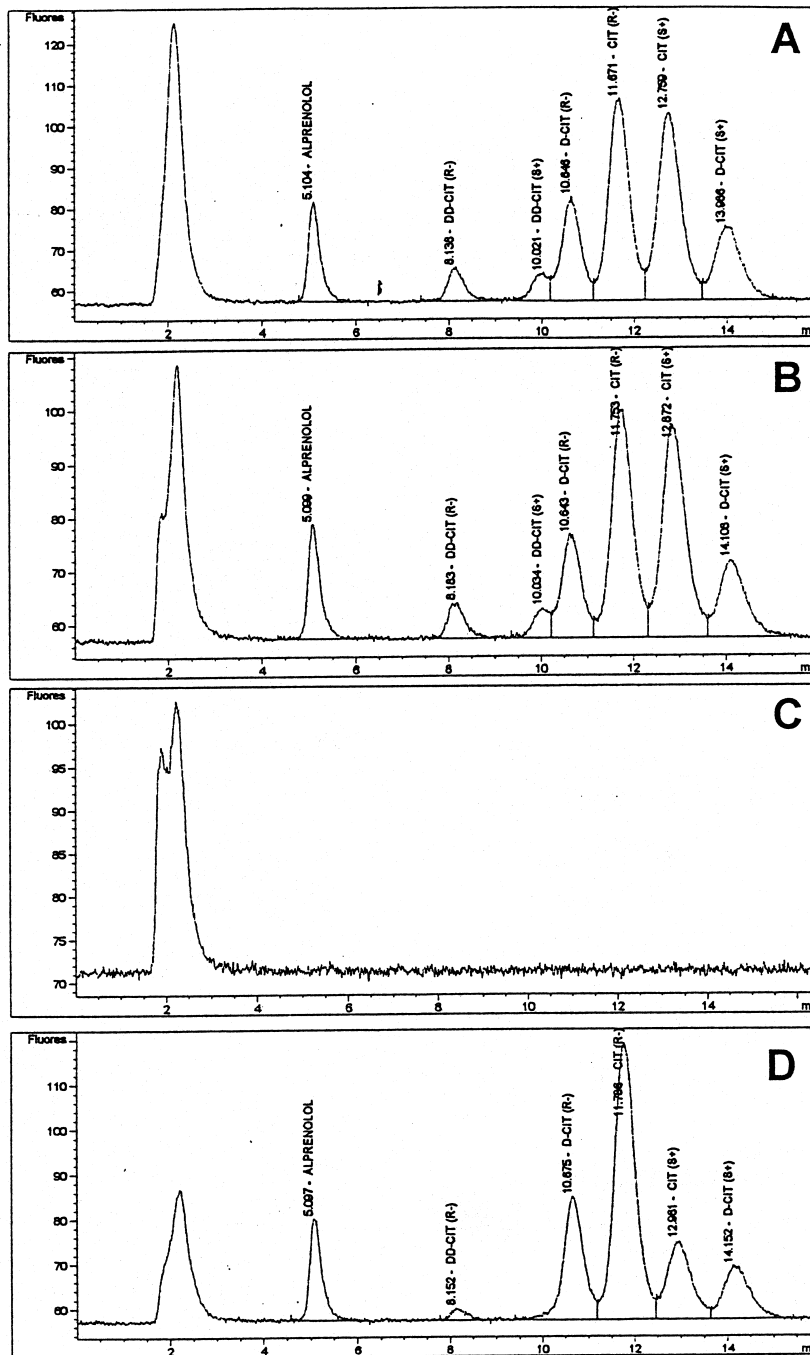 Fluores
A
120
110
100
90
80
70
60
5.104 - ALPRENOLOL
8.138 - DD-CIT (R-)
10.021 - DD-CIT (S+)
10.646 - D-CIT (R-)
11.671 - CIT (R-)
12.759 - CIT (S+)
13.986 - D-CIT (S+)
2 4 6 8 10 12 14 m
Fluores
B
100
90
80
70
60
5.099 - ALPRENOLOL
8.183 - DD-CIT (R-)
10.034 - DD-CIT (S+)
10.643 - D-CIT (R-)
11.753 - CIT (R-)
12.872 - CIT (S+)
14.108 - D-CIT (S+)
2 4 6 8 10 12 14 m
Fluores
C
100
95
90
85
80
75
70
2 4 6 8 10 12 14 m
Fluores
D
110
100
90
80
70
60
5.097 - ALPRENOLOL
8.152 - DD-CIT (R-)
10.675 - D-CIT (R-)
CIT (R-)
12.961 - CIT (S+)
14.152 - D-CIT (S+)
2 4 6 8 10 12 14 m